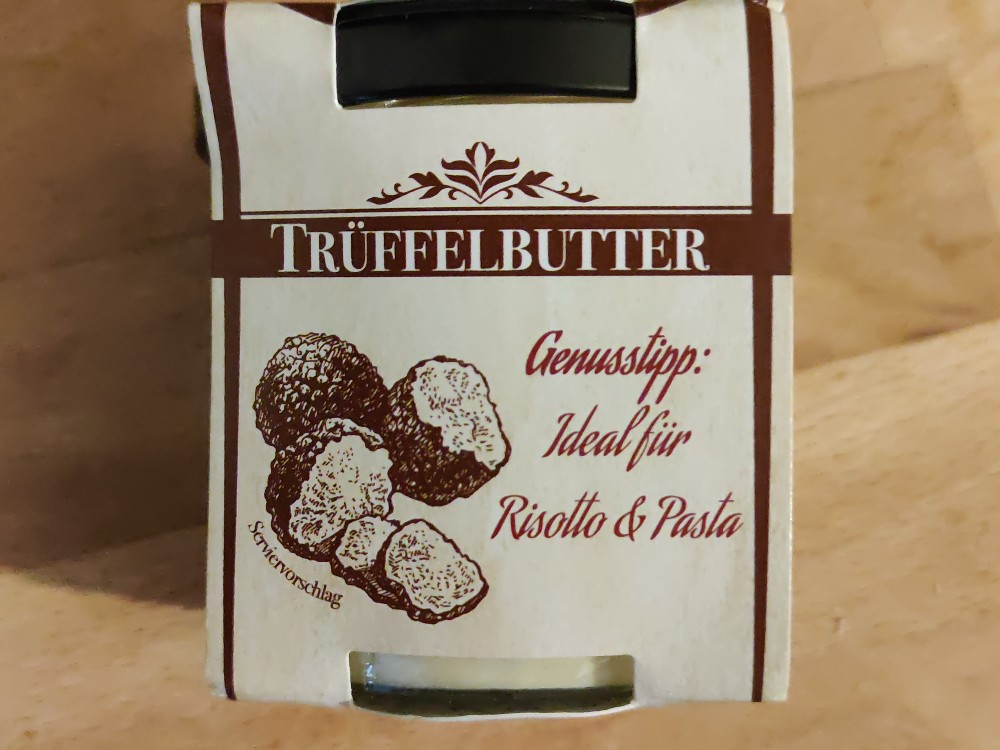 TRÜFFELBUTTER
Genusstipp:
Ideal für
Risotto & Pasta
Serviervorschlag